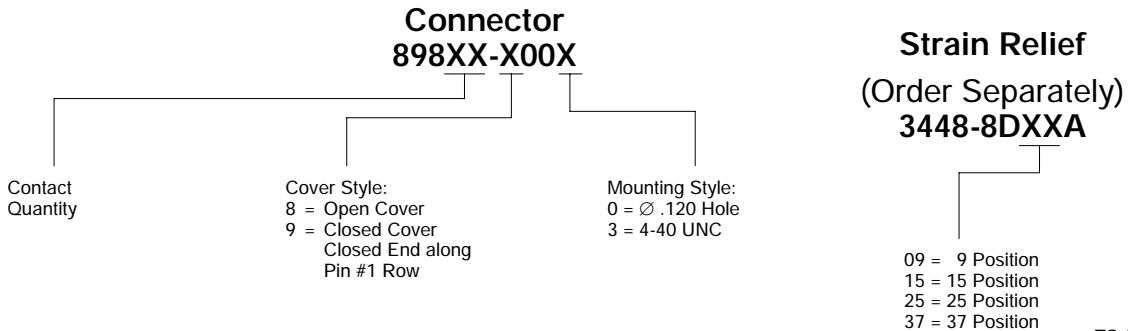 Connector
898XX-X00X
Contact
Quantity
Cover Style:
8 = Open Cover
9 = Closed Cover
Closed End along
Pin #1 Row
Mounting Style:
0 = ∅ .120 Hole
3 = 4-40 UNC
Strain Relief
(Order Separately)
3448-8DXXA
09 = 9 Position
15 = 15 Position
25 = 25 Position
37 = 37 Position